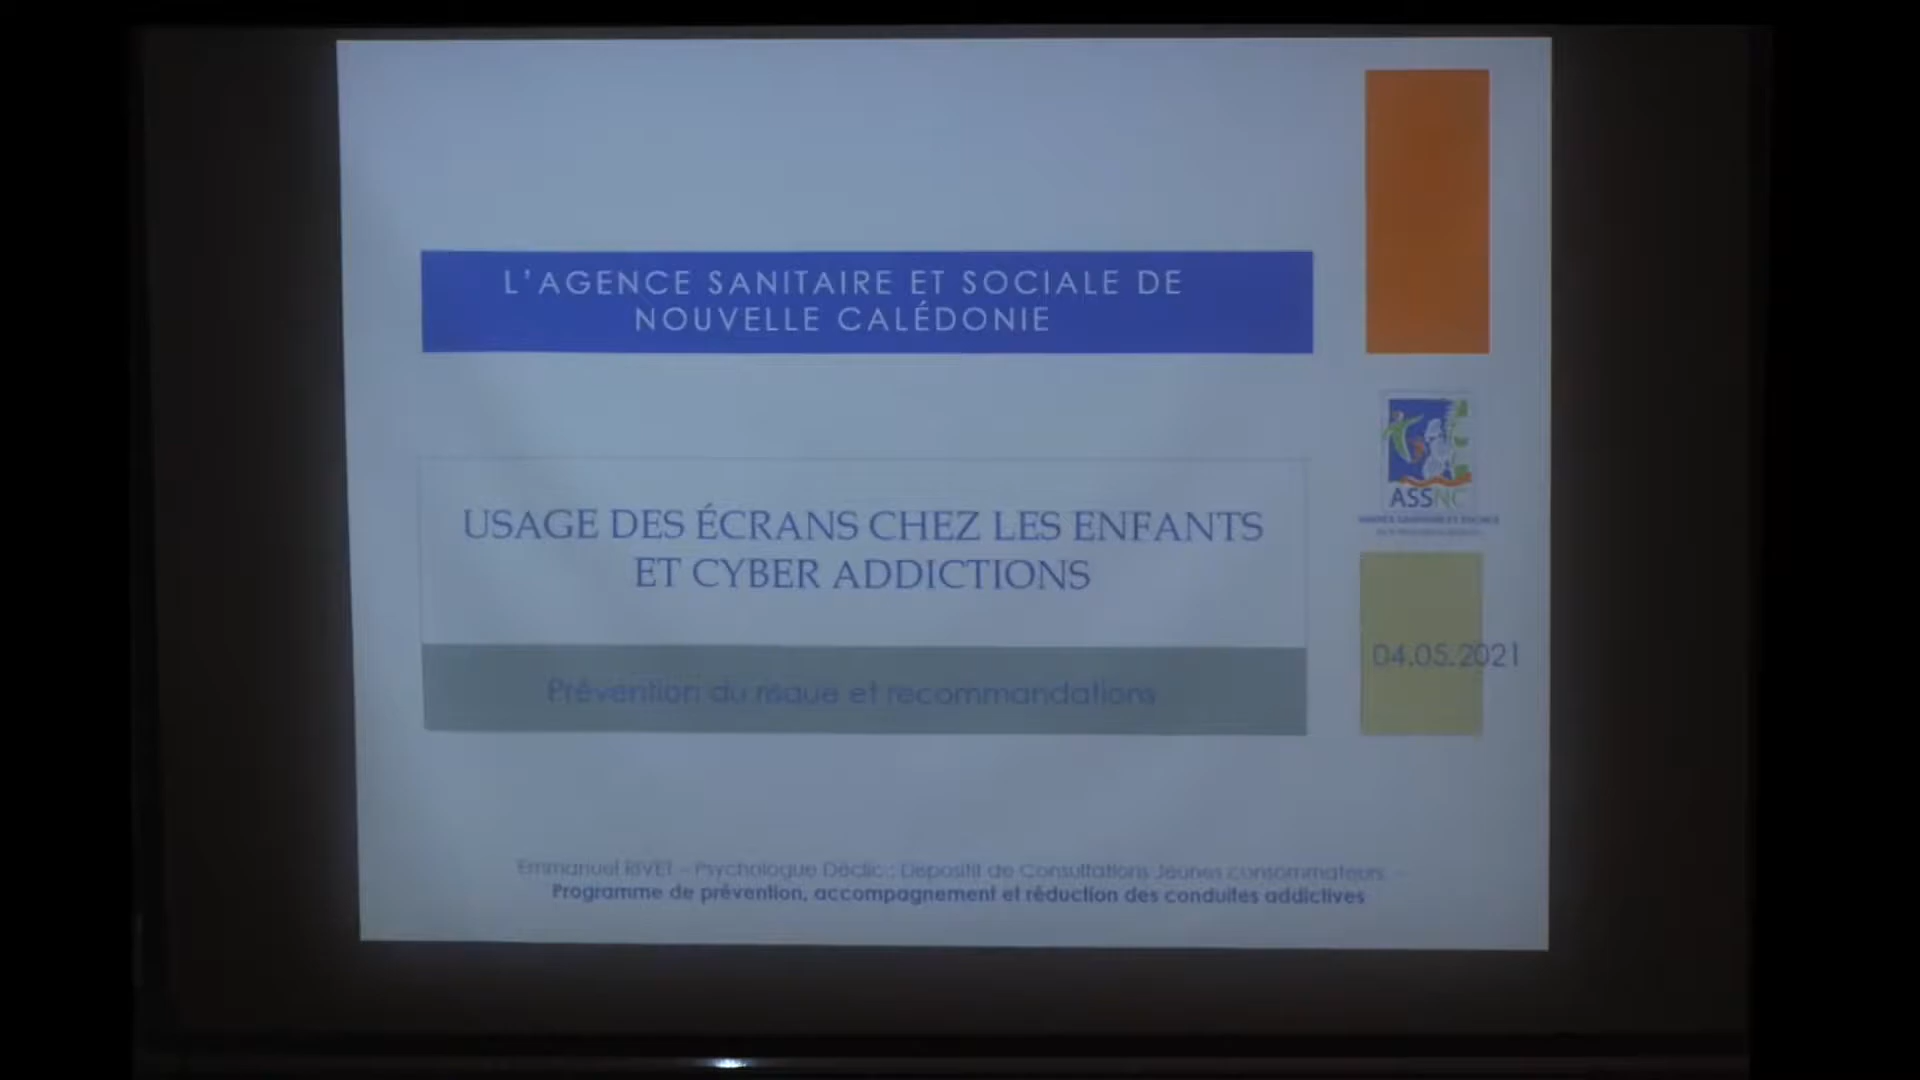 L'AGENCE SANITAIRE ET SOCIALE DE
NOUVELLE CALÉDONIE
ASSNC
USAGE DES ÉCRANS CHEZ LES ENFANTS
ET CYBER ADDICTIONS
04.05.2021
Prévention du risque et recommandations
Emmanuel RIVET - Psychologue Déclic : Dispositif de Consultations Jeunes consommateurs -
Programme de prévention, accompagnement et réduction des conduites addictives